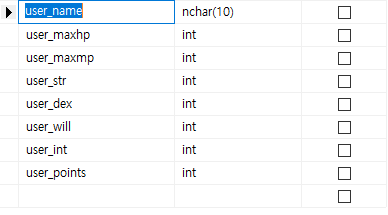 user_name nchar(10)
user_maxhp int
user_maxmp int
user_str int
user_dex int
user_will int
user_int int
user_points int